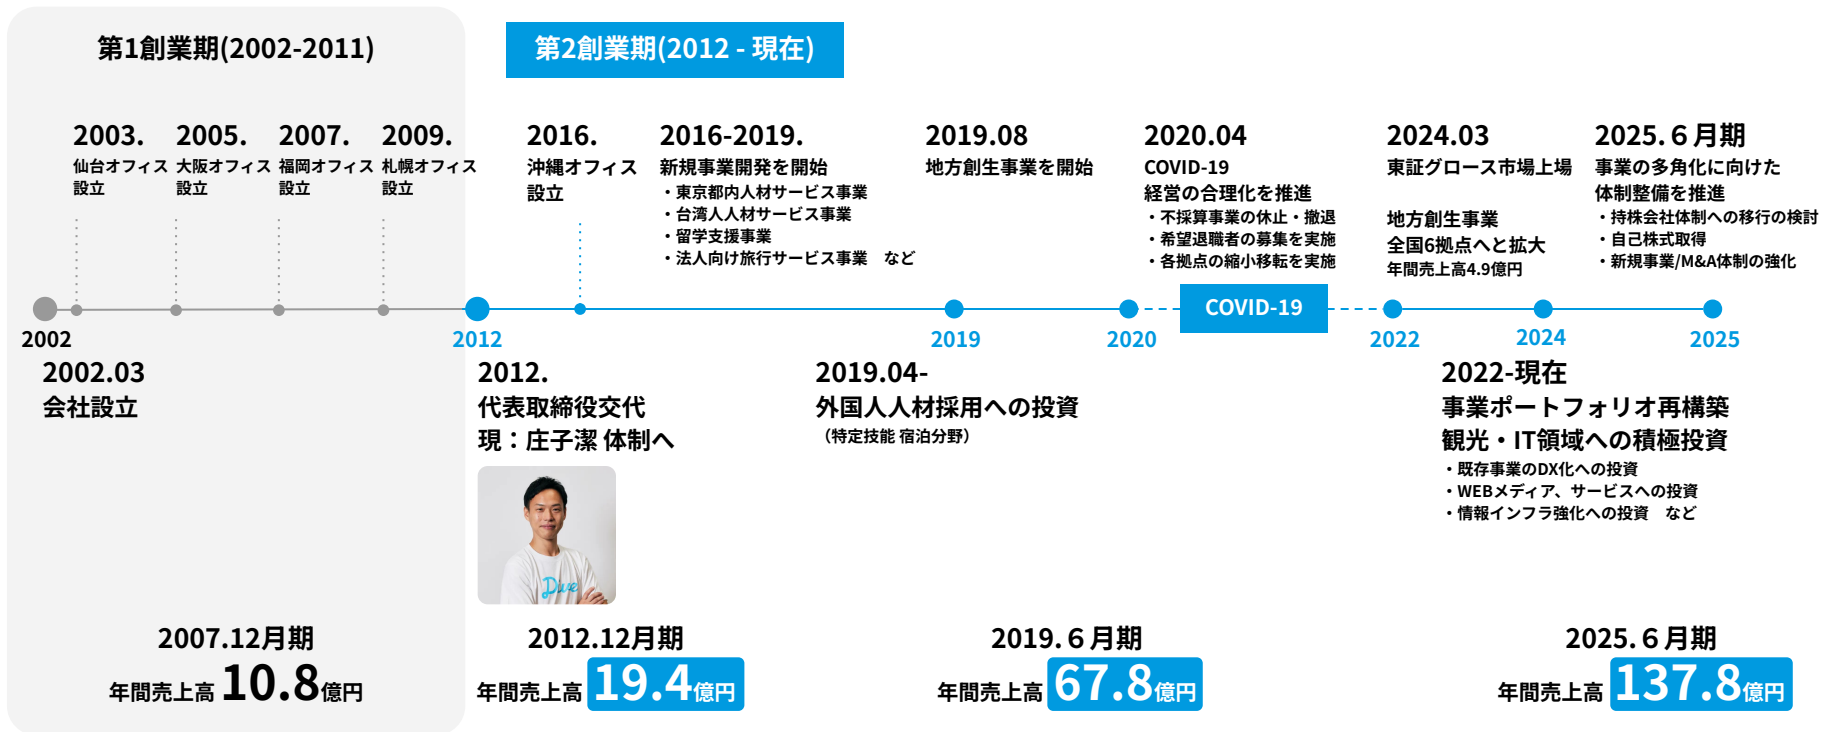 第1創業期(2002-2011)
第2創業期(2012 - 現在)
2003.
仙台オフィス
設立
2005.
大阪オフィス
設立
2007.
福岡オフィス
設立
2009.
札幌オフィス
設立
2016.
沖縄オフィス
設立
2016-2019.
新規事業開発を開始
・東京都内人材サービス事業
・台湾人人材サービス事業
・留学支援事業
・法人向け旅行サービス事業　など
2019.08
地方創生事業を開始
2020.04
COVID-19
経営の合理化を推進
・不採算事業の休止・撤退
・希望退職者の募集を実施
・各拠点の縮小移転を実施
2024.03
東証グロース市場上場
地方創生事業
全国6拠点へと拡大
年間売上高4.9億円
2025.６月期
事業の多角化に向けた
体制整備を推進
・持株会社体制への移行の検討
・自己株式取得
・新規事業/M&A体制の強化
COVID-19
2002
2012
2019
2020
2022
2024
2025
2002.03
会社設立
2012.
代表取締役交代
現：庄子潔 体制へ
Dive
2019.04-
外国人人材採用への投資
（特定技能 宿泊分野）
2022-現在
事業ポートフォリオ再構築
観光・IT領域への積極投資
・既存事業のDX化への投資
・WEBメディア、サービスへの投資
・情報インフラ強化への投資　など
2007.12月期
年間売上高 10.8億円
2012.12月期
年間売上高 19.4億円
2019.６月期
年間売上高 67.8億円
2025.６月期
年間売上高 137.8億円